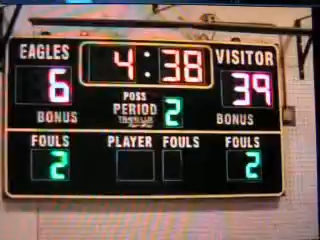 EAGLES 4:38 VISITOR
6 39
POSS
BONUS PERIOD 2 BONUS
FOULS PLAYER FOULS FOULS
2 2